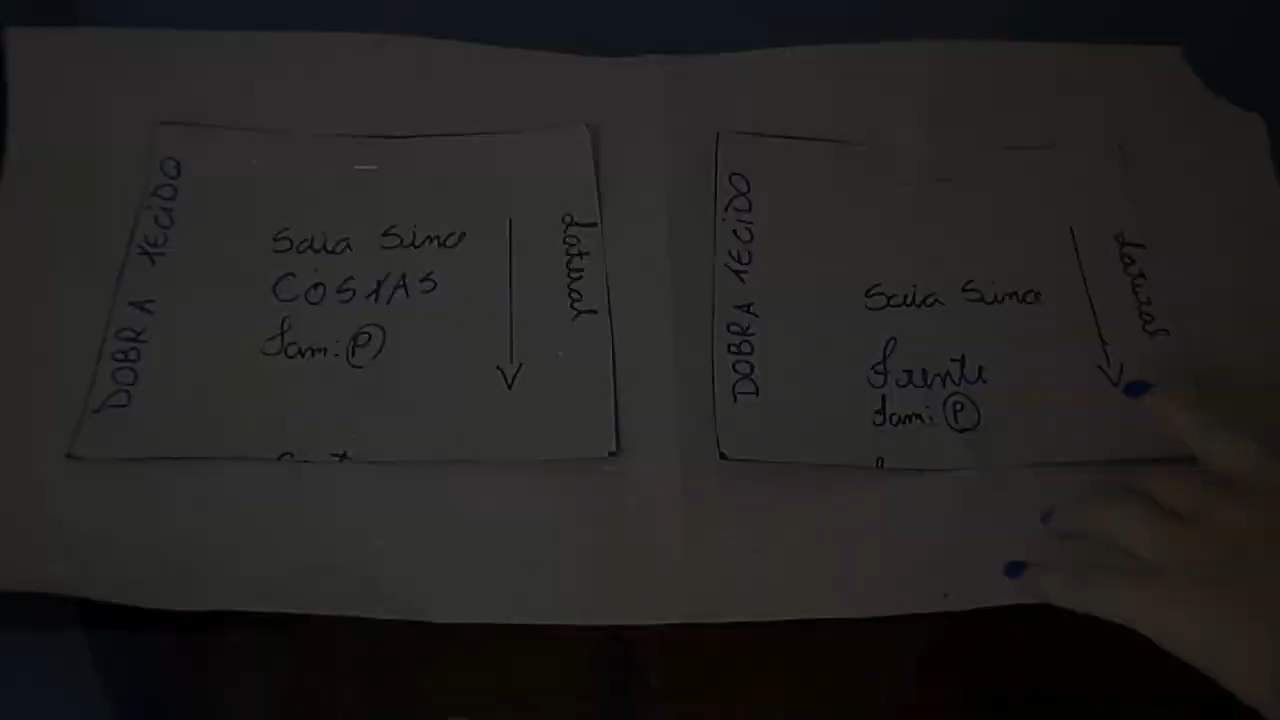 DOBRA TECIDO
Saia Sino
COSTAS
Tam: P
Lateral
DOBRA TECIDO
Saia Sino
Frente
Tam: P
Lateral